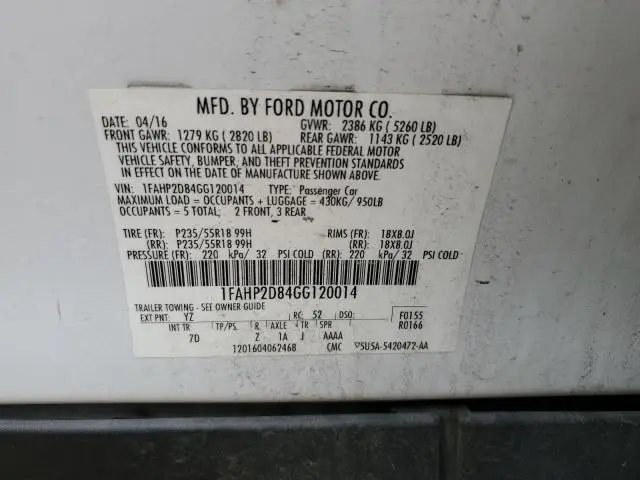 MFD. BY FORD MOTOR CO.
DATE: 04/16 GVWR: 2386 KG ( 5260 LB)
FRONT GAWR: 1279 KG ( 2820 LB) REAR GAWR: 1143 KG ( 2520 LB)
THIS VEHICLE CONFORMS TO ALL APPLICABLE FEDERAL MOTOR
VEHICLE SAFETY, BUMPER, AND THEFT PREVENTION STANDARDS
IN EFFECT ON THE DATE OF MANUFACTURE SHOWN ABOVE.
VIN: 1FAHP2D84GG120014 TYPE: Passenger Car
MAXIMUM LOAD = OCCUPANTS + LUGGAGE = 430KG/ 950LB
OCCUPANTS = 5 TOTAL, 2 FRONT, 3 REAR
TIRE (FR): P235/55R18 99H RIMS (FR): 18X8.0J
(RR): P235/55R18 99H (RR): 18X8.0J
PRESSURE (FR): 220 kPa/ 32 PSI COLD (RR): 220 kPa/ 32 PSI COLD
1FAHP2D84GG120014
TRAILER TOWING - SEE OWNER GUIDE
EXT PNT: YZ RC: 52 DSO: F0155
INT TR TP/PS R AXLE TR SPR R0166
7D Z 1A J AAAA
1201604062468 CMC 5U5A-5420472-AA